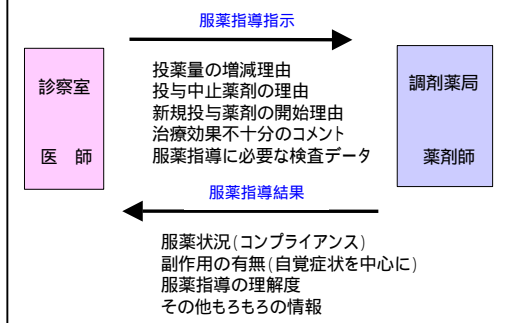 服薬指導指示
診察室
医　師
投薬量の増減理由
投与中止薬剤の理由
新規投与薬剤の開始理由
治療効果不十分のコメント
服薬指導に必要な検査データ
調剤薬局
薬剤師
服薬指導結果
服薬状況(コンプライアンス)
副作用の有無(自覚症状を中心に)
服薬指導の理解度
その他もろもろの情報